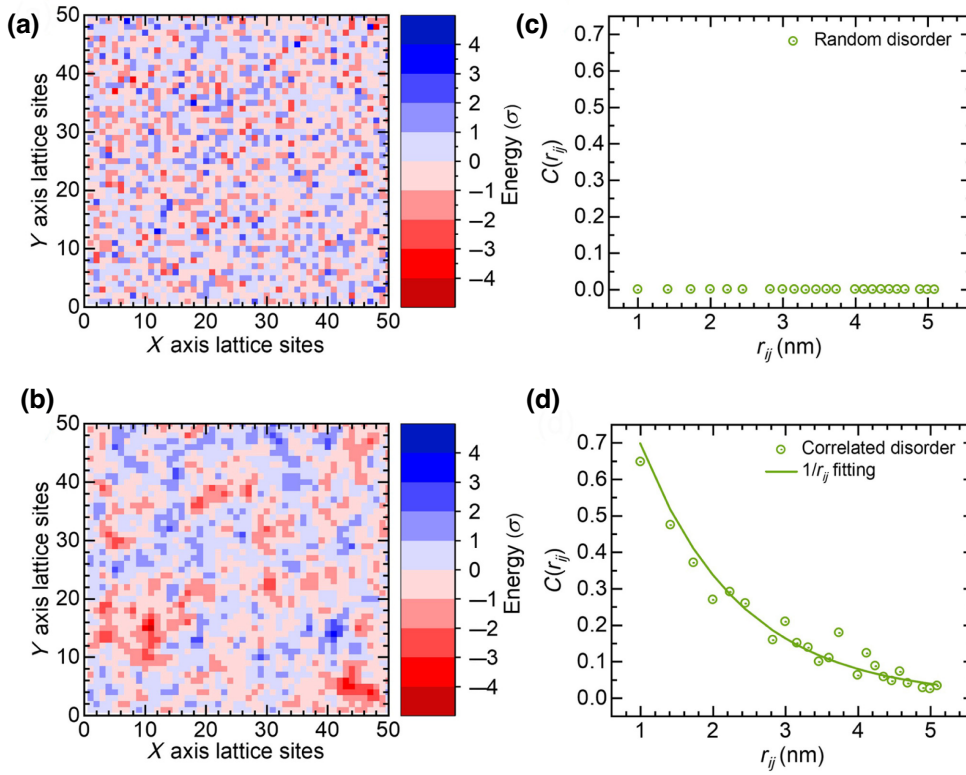 (a)
50
40
30
20
10
0
Y axis lattice sites
0 10 20 30 40 50
X axis lattice sites
4
3
2
1
0
−1
−2
−3
−4
Energy (σ)
(c)
0.7
0.6
0.5
0.4
0.3
0.2
0.1
0.0
C(rij)
Random disorder
1 2 3 4 5
rij (nm)
(b)
50
40
30
20
10
0
Y axis lattice sites
0 10 20 30 40 50
X axis lattice sites
4
3
2
1
0
−1
−2
−3
−4
Energy (σ)
(d)
0.7
0.6
0.5
0.4
0.3
0.2
0.1
0.0
C(rij)
Correlated disorder
1/rij fitting
1 2 3 4 5
rij (nm)